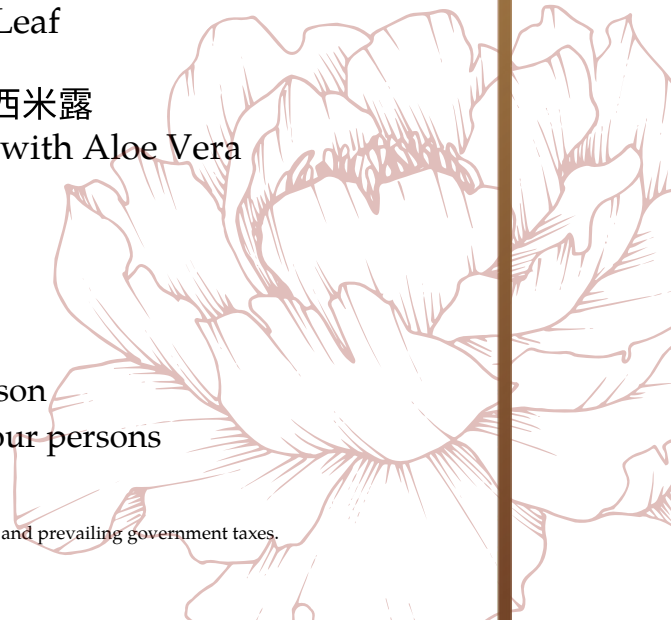 Leaf
西米露
with Aloe Vera
son
our persons
and prevailing government taxes.